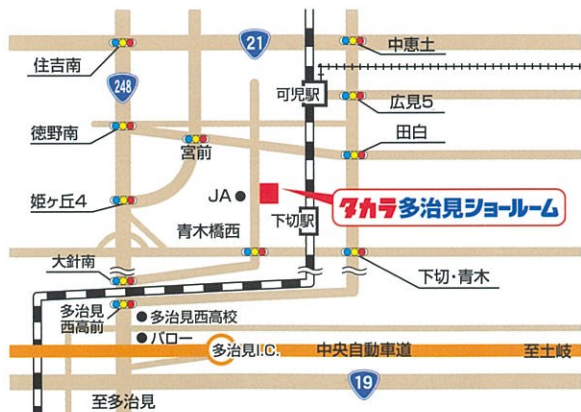 21
中恵土
住吉南
248
可児駅
広見5
徳野南
田白
宮前
JA
タカラ多治見ショールーム
姫ヶ丘4
下切駅
青木橋西
大針南
下切・青木
多治見
西高前
多治見西高校
バロー
多治見I.C.
中央自動車道
至土岐
19
至多治見